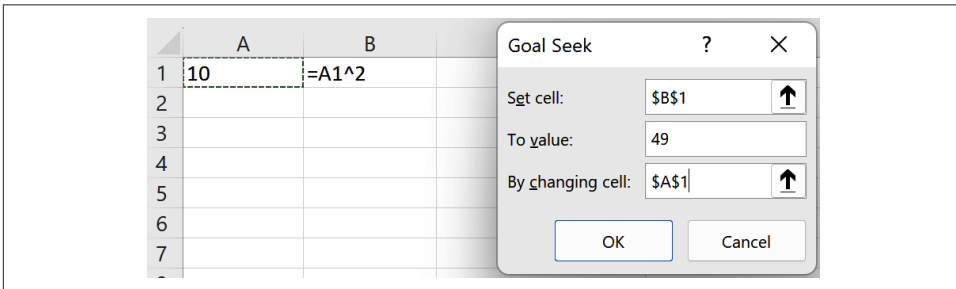 A B
1 10 =A1^2
2
3
4
5
6
7
Goal Seek ? ×
Set cell: $B$1
To value: 49
By changing cell: $A$1
OK Cancel